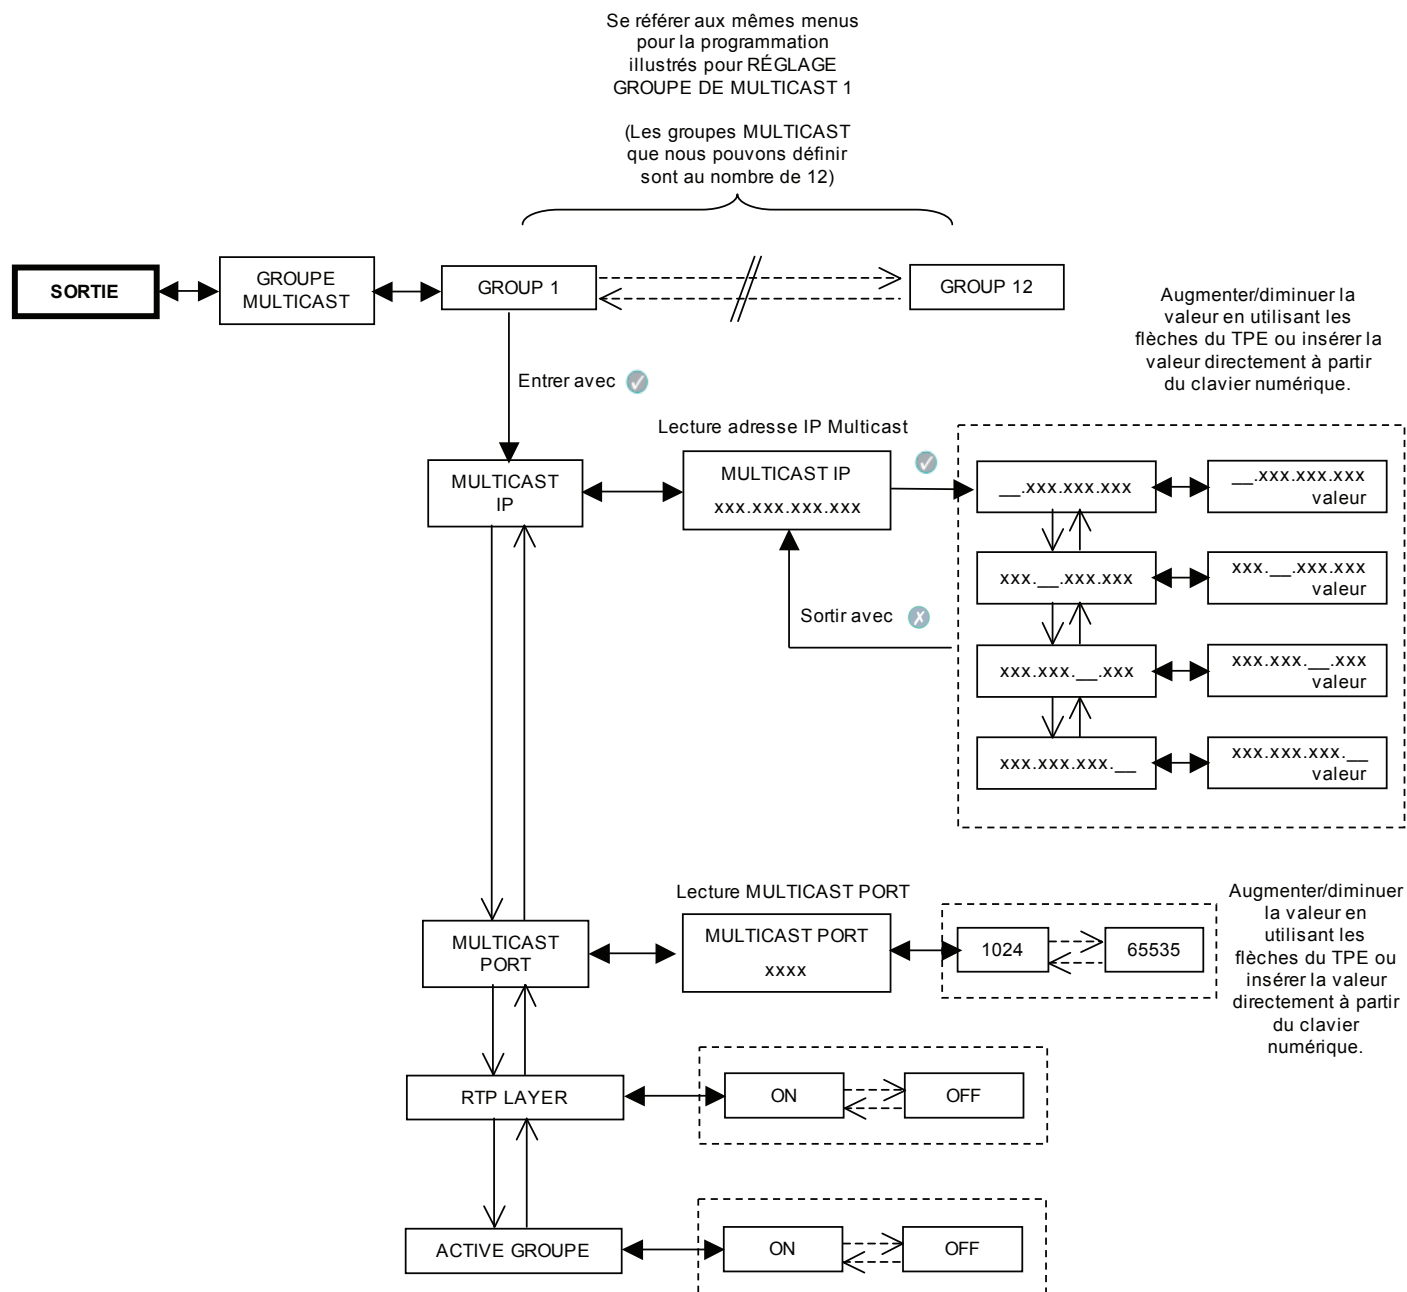 Se référer aux mêmes menus
pour la programmation
illustrés pour RÉGLAGE
GROUPE DE MULTICAST 1
(Les groupes MULTICAST
que nous pouvons définir
sont au nombre de 12)
SORTIE
GROUPE
MULTICAST
GROUP 1
GROUP 12
Augmenter/diminuer la
valeur en utilisant les
flèches du TPE ou insérer la
valeur directement à partir
du clavier numérique.
Entrer avec
Lecture adresse IP Multicast
MULTICAST
IP
MULTICAST IP
xxx.xxx.xxx.xxx
__.xxx.xxx.xxx
__.xxx.xxx.xxx
valeur
xxx.__.xxx.xxx
xxx.__.xxx.xxx
valeur
Sortir avec
xxx.xxx.__.xxx
xxx.xxx.__.xxx
valeur
xxx.xxx.xxx.__
xxx.xxx.xxx.__
valeur
Lecture MULTICAST PORT
MULTICAST
PORT
MULTICAST PORT
xxxx
1024
65535
Augmenter/diminuer
la valeur en
utilisant les
flèches du TPE ou
insérer la valeur
directement à partir
du clavier
numérique.
RTP LAYER
ON
OFF
ACTIVE GROUPE
ON
OFF